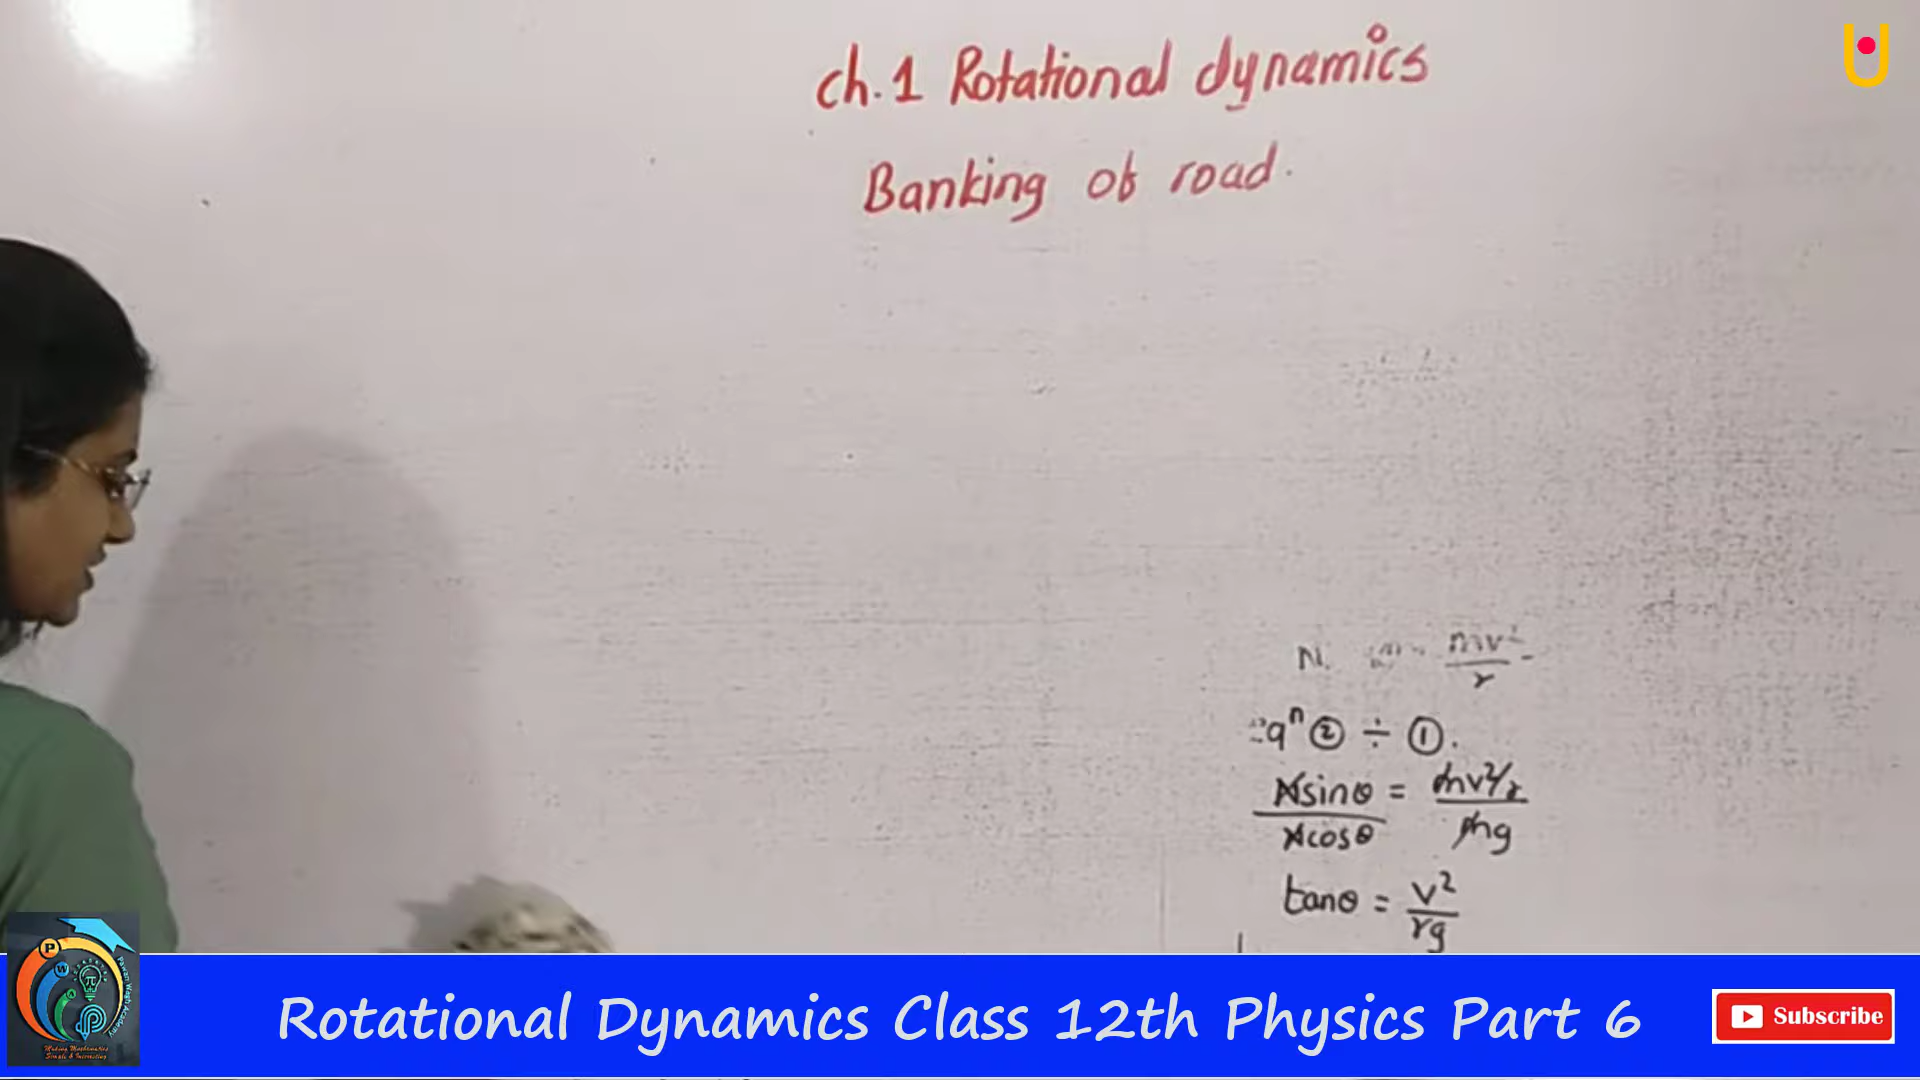 ch.1 Rotational dynamics
Banking of road.
N mv²
r
qⁿ ② ÷ ①.
Nsinθ = mv²/r
Ncosθ mg
tanθ = v²
rg
Rotational Dynamics Class 12th Physics Part 6
Subscribe